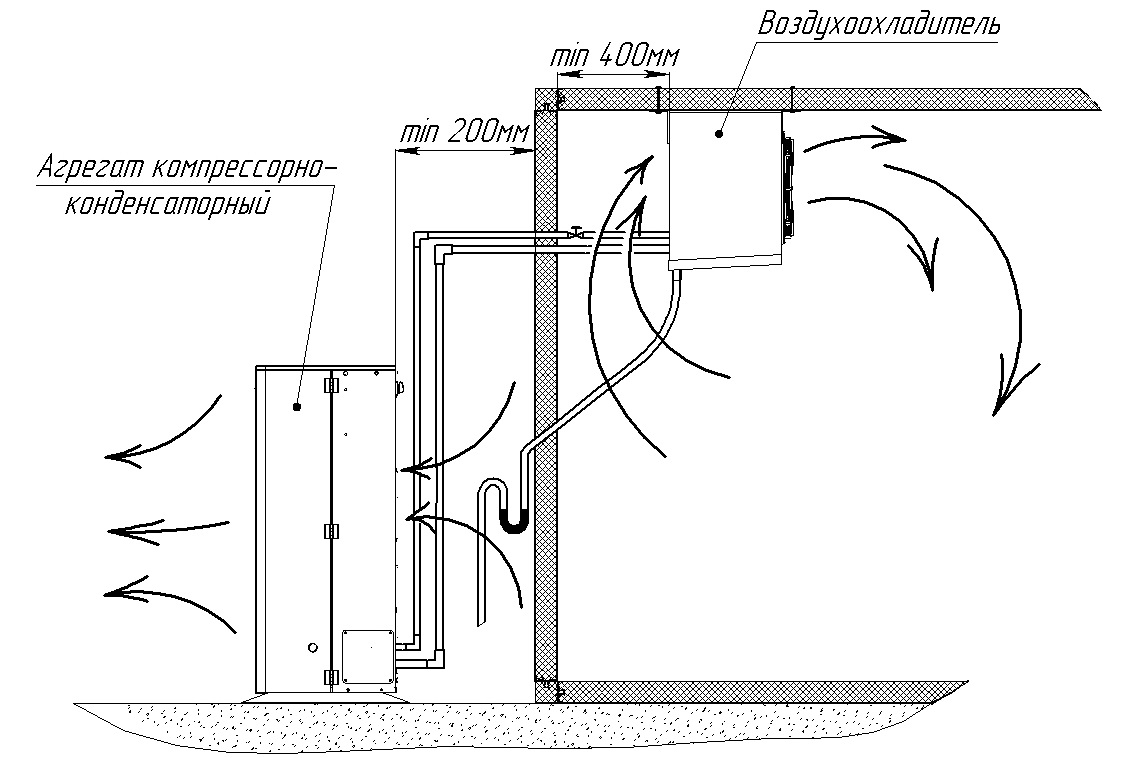 Воздухоохладитель
min 400мм
min 200мм
Агрегат компрессорно-
конденсаторный